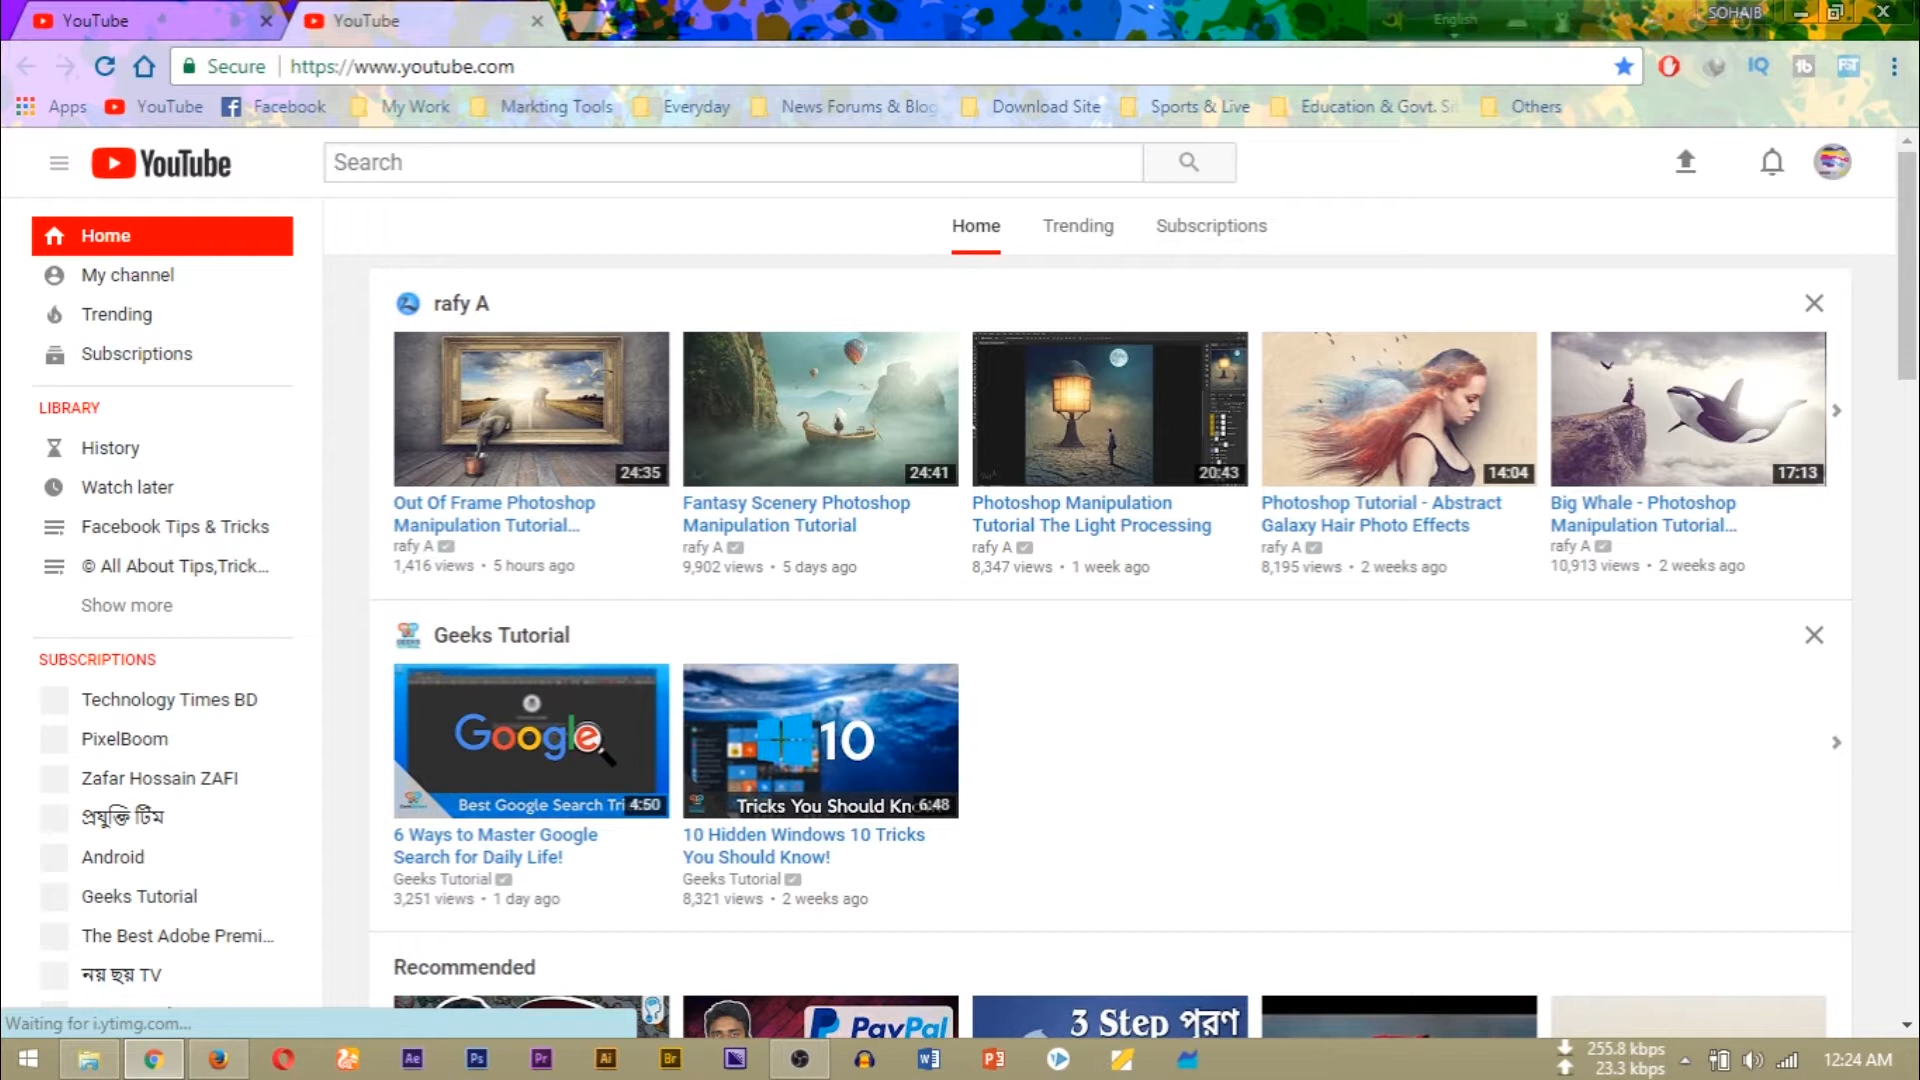 YouTube
YouTube
English
SOHAIB
Secure
https://www.youtube.com
IQ
Apps
YouTube
Facebook
My Work
Markting Tools
Everyday
News Forums & Blog
Download Site
Sports & Live
Education & Govt. Si
Others
YouTube
Search
Home
Trending
Subscriptions
Home
My channel
Trending
Subscriptions
LIBRARY
History
Watch later
Facebook Tips & Tricks
© All About Tips,Trick...
Show more
SUBSCRIPTIONS
Technology Times BD
PixelBoom
Zafar Hossain ZAFI
প্রযুক্তি টিম
Android
Geeks Tutorial
The Best Adobe Premi...
নয় ছয় TV
rafy A
24:35
24:41
20:43
14:04
17:13
Out Of Frame Photoshop
Manipulation Tutorial...
rafy A
1,416 views • 5 hours ago
Fantasy Scenery Photoshop
Manipulation Tutorial
rafy A
9,902 views • 5 days ago
Photoshop Manipulation
Tutorial The Light Processing
rafy A
8,347 views • 1 week ago
Photoshop Tutorial - Abstract
Galaxy Hair Photo Effects
rafy A
8,195 views • 2 weeks ago
Big Whale - Photoshop
Manipulation Tutorial...
rafy A
10,913 views • 2 weeks ago
Geeks Tutorial
Google
Best Google Search Tri
4:50
10
Tricks You Should Kn
6:48
6 Ways to Master Google
Search for Daily Life!
Geeks Tutorial
3,251 views • 1 day ago
10 Hidden Windows 10 Tricks
You Should Know!
Geeks Tutorial
8,321 views • 2 weeks ago
Recommended
PayPal
3 Step পূরণ
Waiting for i.ytimg.com...
Ae
Ps
Pr
Ai
Br
255.8 kbps
23.3 kbps
12:24 AM